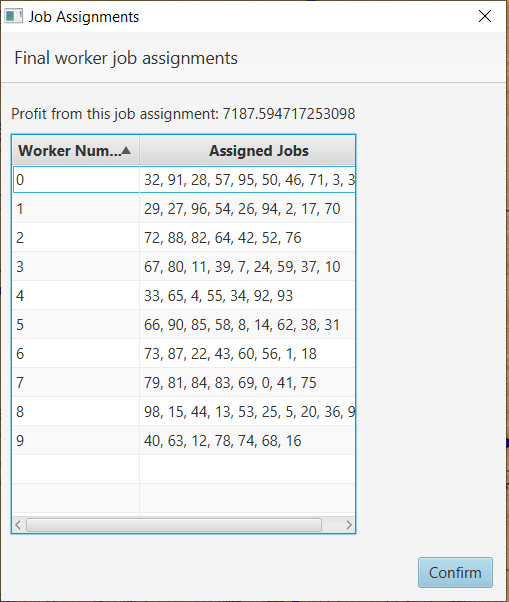 Job Assignments
Final worker job assignments
Profit from this job assignment: 7187.594717253098
Worker Num... Assigned Jobs
0 32, 91, 28, 57, 95, 50, 46, 71, 3, 3
1 29, 27, 96, 54, 26, 94, 2, 17, 70
2 72, 88, 82, 64, 42, 52, 76
3 67, 80, 11, 39, 7, 24, 59, 37, 10
4 33, 65, 4, 55, 34, 92, 93
5 66, 90, 85, 58, 8, 14, 62, 38, 31
6 73, 87, 22, 43, 60, 56, 1, 18
7 79, 81, 84, 83, 69, 0, 41, 75
8 98, 15, 44, 13, 53, 25, 5, 20, 36, 9
9 40, 63, 12, 78, 74, 68, 16
Confirm